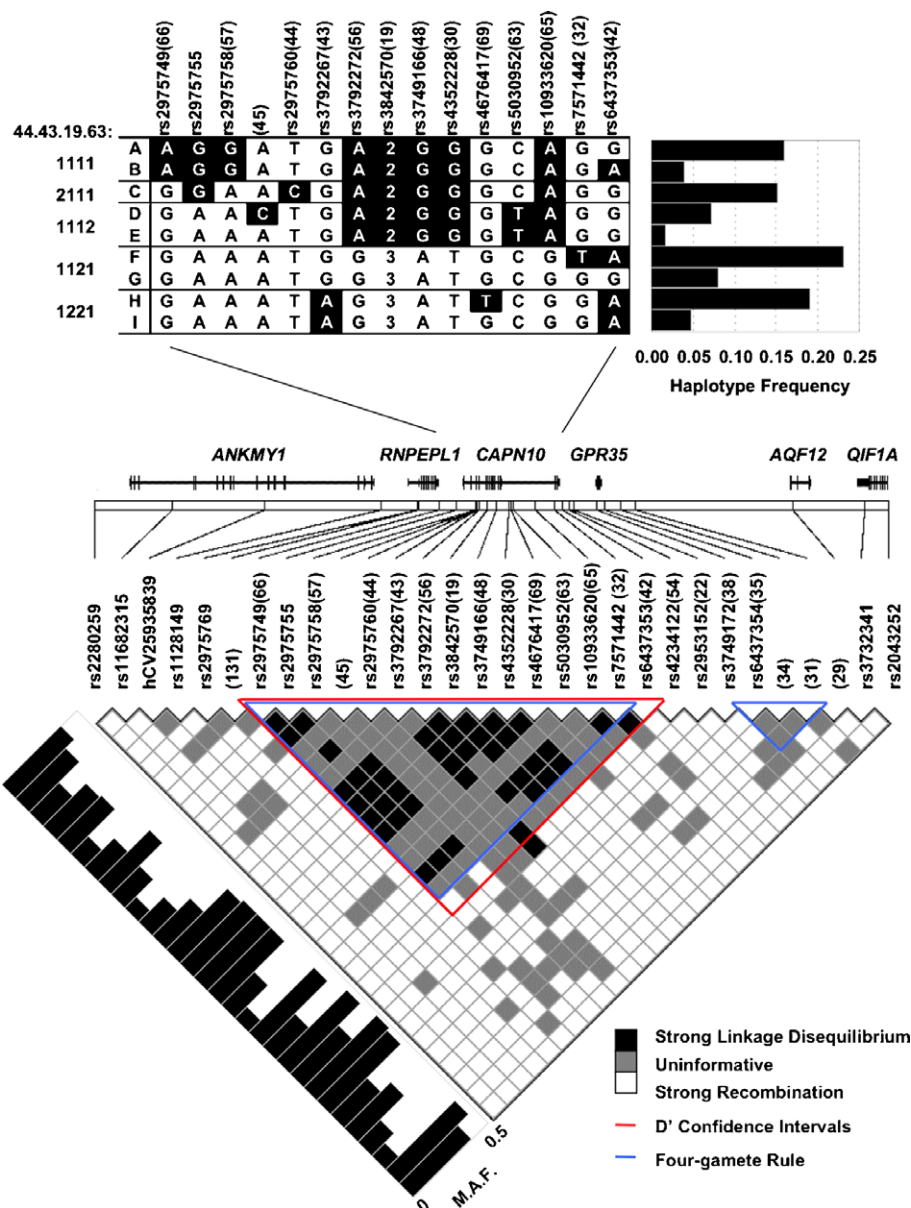 rs2975749(66)
rs2975755
rs2975758(57)
(45)
rs2975760(44)
rs3792267(43)
rs3792272(56)
rs3842570(19)
rs3749166(48)
rs4352228(30)
rs4676417(69)
rs5030952(63)
rs10933620(65)
rs7571442 (32)
rs6437353(42)
44.43.19.63:
1111
A A G G A T G A 2 G G G C A G G
B A G G A T G A 2 G G G C A G A
2111
C G G A A C G A 2 G G G C A G G
1112
D G A A C T G A 2 G G G T A G G
E G A A A T G A 2 G G G T A G G
1121
F G A A A T G G 3 A T G C G T A
G G A A A T G G 3 A T G C G G G
1221
H G A A A T A G 3 A T T C G G A
I G A A A T A G 3 A T G C G G A
0.00 0.05 0.10 0.15 0.20 0.25
Haplotype Frequency
ANKMY1 RNPEPL1 CAPN10 GPR35 AQF12 QIF1A
rs2280259
rs11682315
hCV25935839
rs1128149
rs2975769
(131)
rs2975749(66)
rs2975755
rs2975758(57)
(45)
rs2975760(44)
rs3792267(43)
rs3792272(56)
rs3842570(19)
rs3749166(48)
rs4352228(30)
rs4676417(69)
rs5030952(63)
rs10933620(65)
rs7571442 (32)
rs6437353(42)
rs4234122(54)
rs2953152(22)
rs3749172(38)
rs6437354(35)
(34)
(31)
(29)
rs3732341
rs2043252
Strong Linkage Disequilibrium
Uninformative
Strong Recombination
D' Confidence Intervals
Four-gamete Rule
0.5
M.A.F.
0